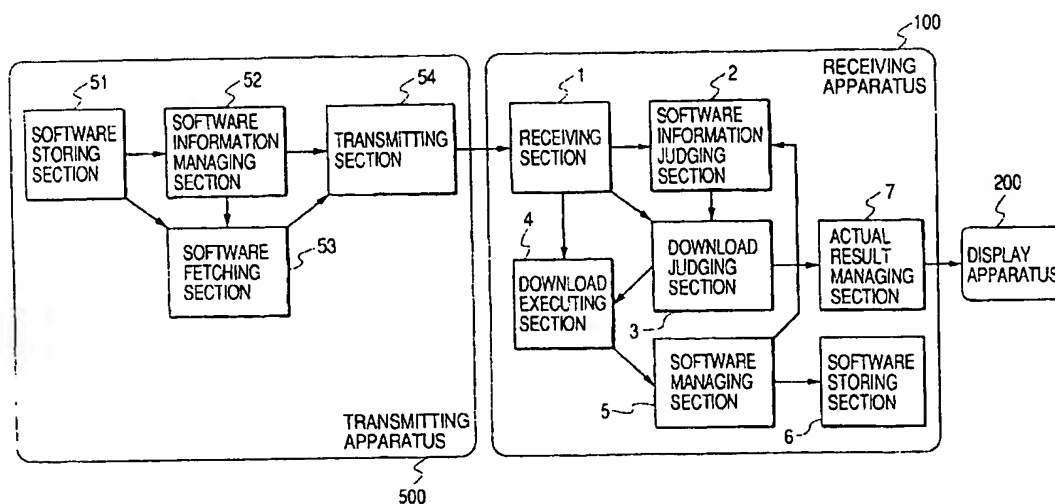 100
RECEIVING
APPARATUS
51
52
54
1
2
SOFTWARE
STORING
SECTION
SOFTWARE
INFORMATION
MANAGING
SECTION
TRANSMITTING
SECTION
RECEIVING
SECTION
SOFTWARE
INFORMATION
JUDGING
SECTION
SOFTWARE
FETCHING
SECTION
53
4
DOWNLOAD
EXECUTING
SECTION
DOWNLOAD
JUDGING
SECTION
3
7
ACTUAL
RESULT
MANAGING
SECTION
200
DISPLAY
APPARATUS
SOFTWARE
MANAGING
SECTION
5
SOFTWARE
STORING
SECTION
6
TRANSMITTING
APPARATUS
500